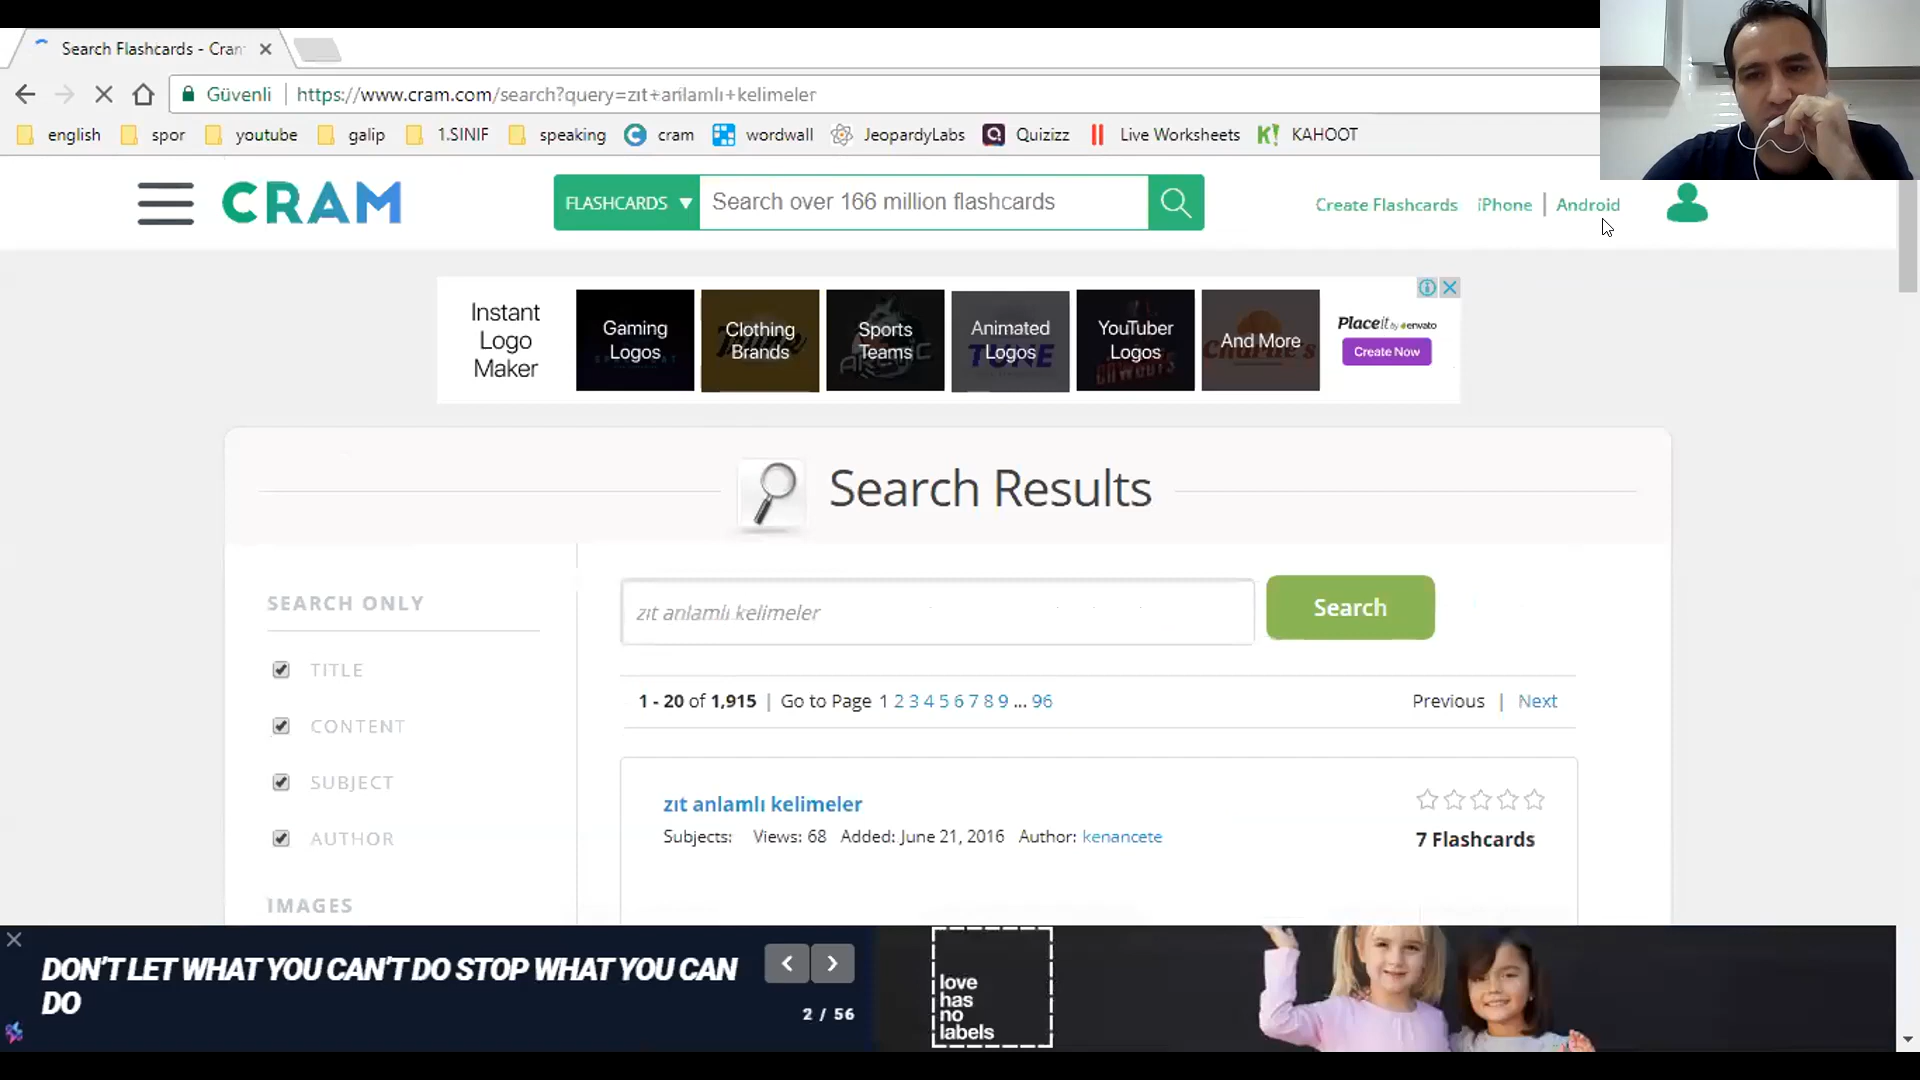 Search Flashcards - Cram
Güvenli https://www.cram.com/search?query=zıt+anlamlı+kelimeler
english spor youtube galip 1.SINIF speaking cram wordwall JeopardyLabs Quizizz Live Worksheets KAHOOT
CRAM FLASHCARDS Search over 166 million flashcards Create Flashcards iPhone | Android
Instant
Logo
Maker
Gaming
Logos
Clothing
Brands
Sports
Teams
Animated
Logos
TUNE
YouTuber
Logos
COWBOYS
And More
Charlie's
Placeit by envato
Create Now
Search Results
SEARCH ONLY
TITLE
CONTENT
SUBJECT
AUTHOR
IMAGES
zıt anlamlı kelimeler Search
1 - 20 of 1,915 | Go to Page 1 2 3 4 5 6 7 8 9 ... 96 Previous | Next
zıt anlamlı kelimeler
Subjects: Views: 68 Added: June 21, 2016 Author: kenancete
7 Flashcards
DON'T LET WHAT YOU CAN'T DO STOP WHAT YOU CAN
DO
2 / 56
love
has
no
labels